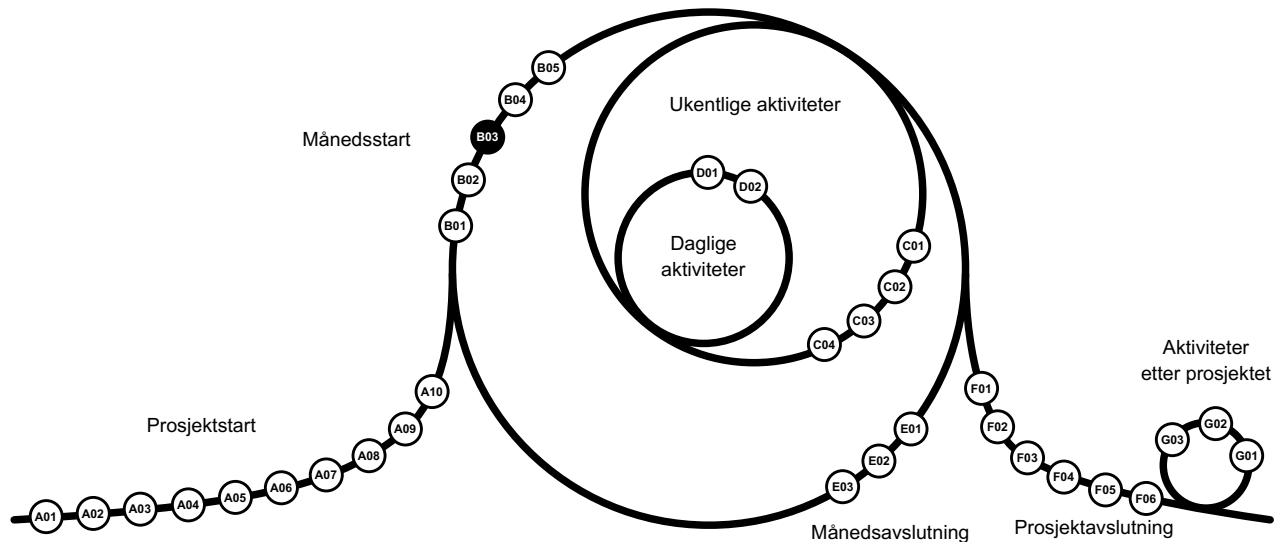 B05
B04
Ukentlige aktiviteter
B03
Månedsstart
B02
D01
D02
B01
Daglige
aktiviteter
C01
C02
C03
C04
Aktiviteter
etter prosjektet
A10
F01
Prosjektstart
A09
E01
F02
G02
G03
G01
A08
E02
F03
A07
F04
A06
E03
F05
A05
F06
A04
A03
A02
A01
Månedsavslutning
Prosjektavslutning